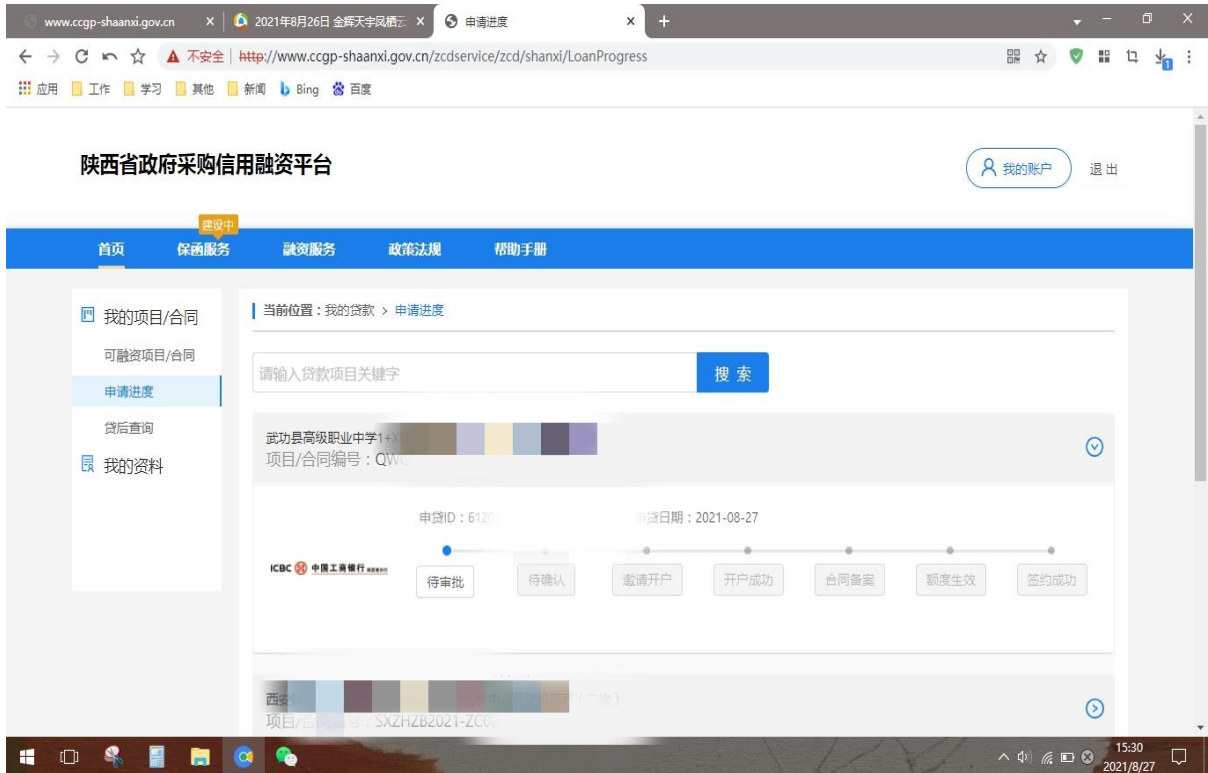 www.ccgp-shaanxi.gov.cn
2021年8月26日 金辉天宇凤栖云
申请进度
不安全 http://www.ccgp-shaanxi.gov.cn/zcdservice/zcd/shanxi/LoanProgress
应用 工作 学习 其他 新闻 Bing 百度
陕西省政府采购信用融资平台
我的账户 退出
建设中
首页 保函服务 融资服务 政策法规 帮助手册
我的项目/合同
可融资项目/合同
申请进度
贷后查询
我的资料
当前位置：我的贷款 > 申请进度
请输入贷款项目关键字 搜索
武功县高级职业中学1+X
项目/合同编号：QW
申贷ID：612 申贷日期：2021-08-27
ICBC 中国工商银行
待审批 待确认 邀请开户 开户成功 合同备案 额度生效 签约成功
西安 （二次）
项目/合同编号：SXZHZB2021-ZC
15:30
2021/8/27